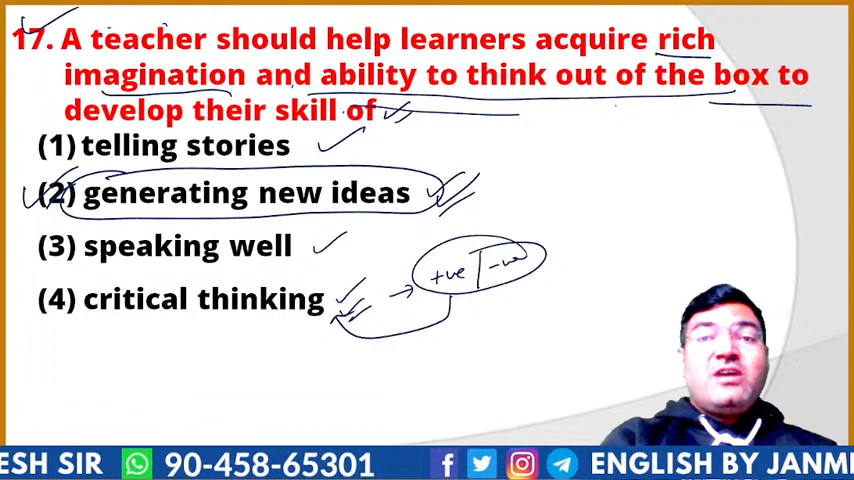 17. A teacher should help learners acquire rich
imagination and ability to think out of the box to
develop their skill of
(1) telling stories
(2) generating new ideas
(3) speaking well
+ve -ve
(4) critical thinking
ESH SIR 90-458-65301 f ENGLISH BY JANM